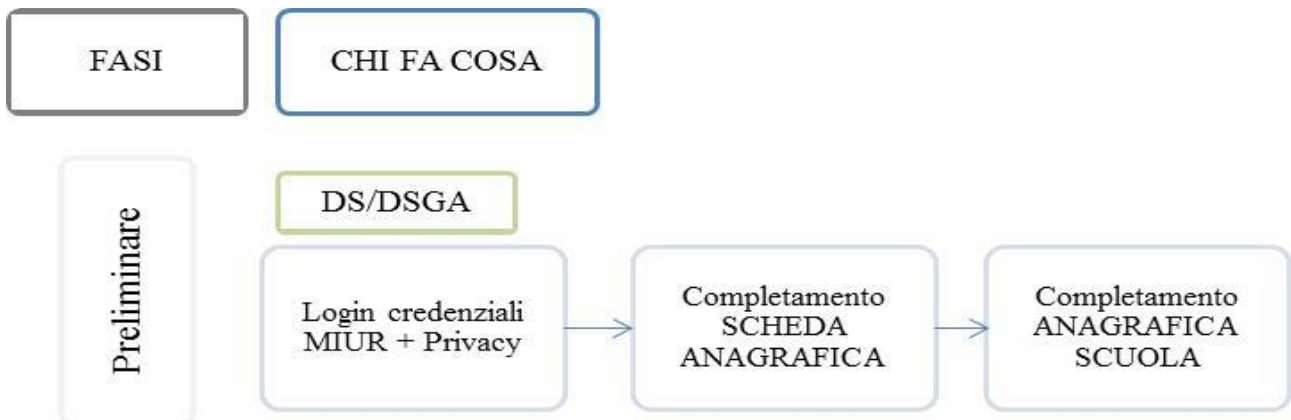 FASI
CHI FA COSA
Preliminare
DS/DSGA
Login credenziali
MIUR + Privacy
Completamento
SCHEDA
ANAGRAFICA
Completamento
ANAGRAFICA
SCUOLA